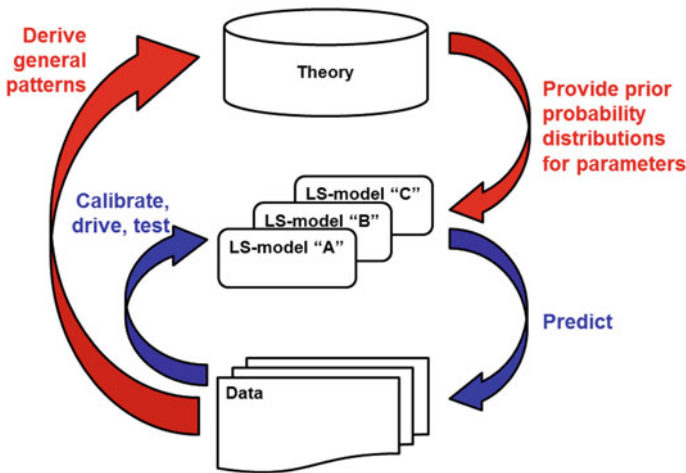 Derive
general
patterns
Theory
Provide prior
probability
distributions
for parameters
Calibrate,
drive, test
LS-model “C”
LS-model “B”
LS-model “A”
Predict
Data